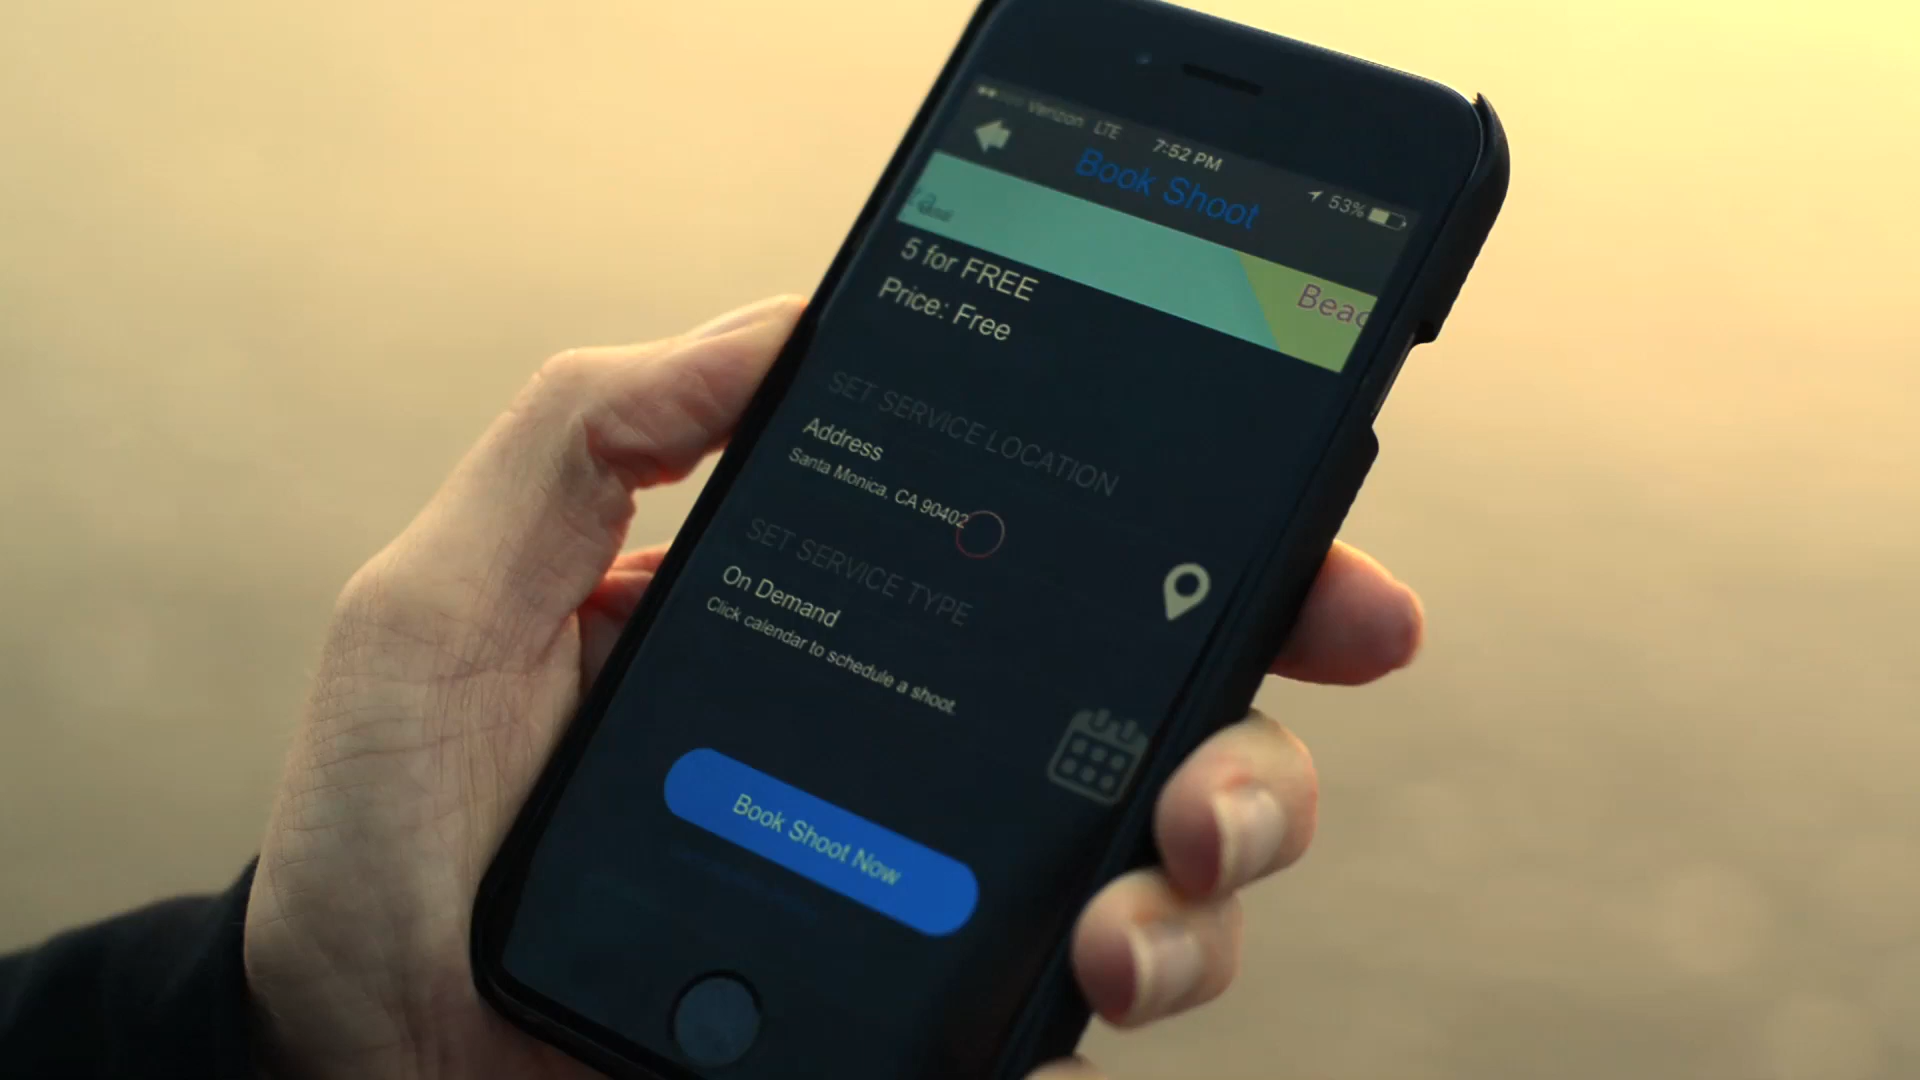 Verizon LTE 7:52 PM 53%
Book Shoot
Beac
5 for FREE
Price: Free
SET SERVICE LOCATION
Address
Santa Monica, CA 90402
SET SERVICE TYPE
On Demand
Click calendar to schedule a shoot.
Book Shoot Now